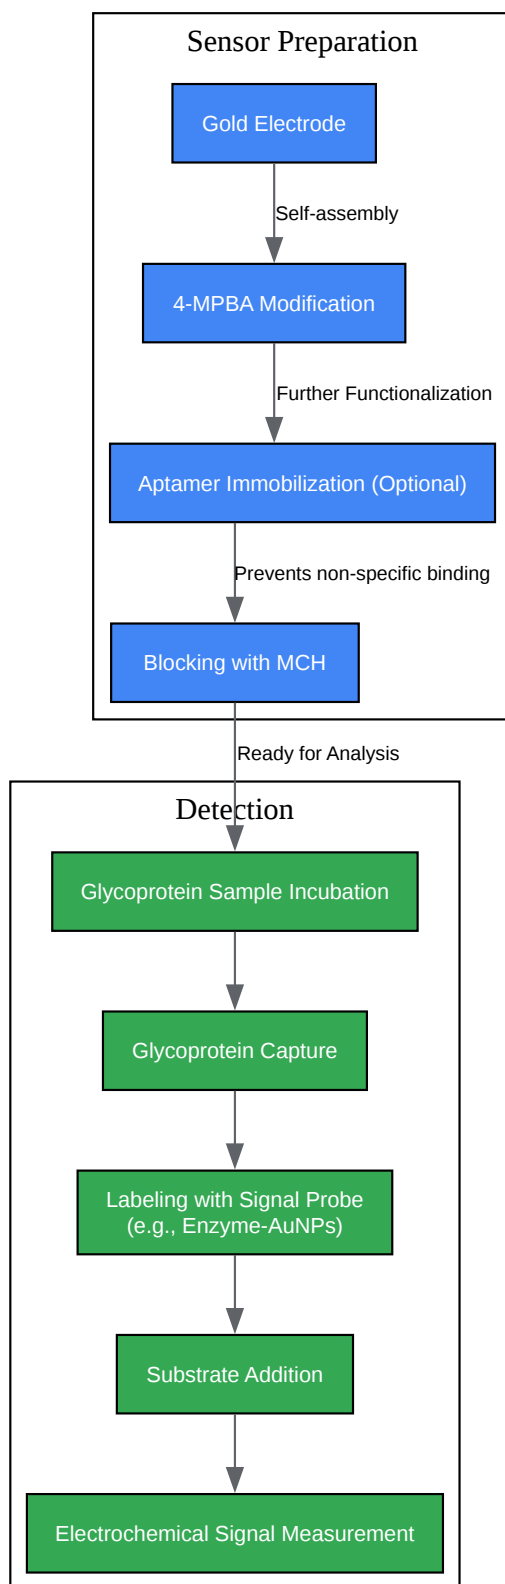 Sensor Preparation
Gold Electrode
Self-assembly
4-MPBA Modification
Further Functionalization
Aptamer Immobilization (Optional)
Prevents non-specific binding
Blocking with MCH
Ready for Analysis
Detection
Glycoprotein Sample Incubation
Glycoprotein Capture
Labeling with Signal Probe
(e.g., Enzyme-AuNPs)
Substrate Addition
Electrochemical Signal Measurement